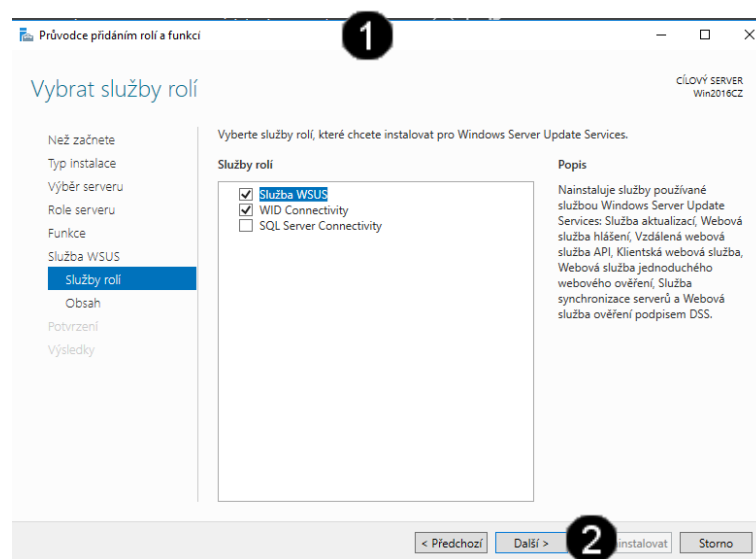 1
Průvodce přidáním rolí a funkcí
Vybrat služby rolí
CÍLOVÝ SERVER
Win2016CZ
Než začnete
Typ instalace
Výběr serveru
Role serveru
Funkce
Služba WSUS
Služby rolí
Obsah
Potvrzení
Výsledky
Vyberte služby rolí, které chcete instalovat pro Windows Server Update Services.
Služby rolí
Služba WSUS
WID Connectivity
SQL Server Connectivity
Popis
Nainstaluje služby používané
službou Windows Server Update
Services: Služba aktualizací, Webová
služba hlášení, Vzdálená webová
služba API, Klientská webová služba,
Webová služba jednoduchého
webového ověření, Služba
synchronizace serverů a Webová
služba ověření podpisem DSS.
< Předchozí
Další >
2
instalovat
Storno